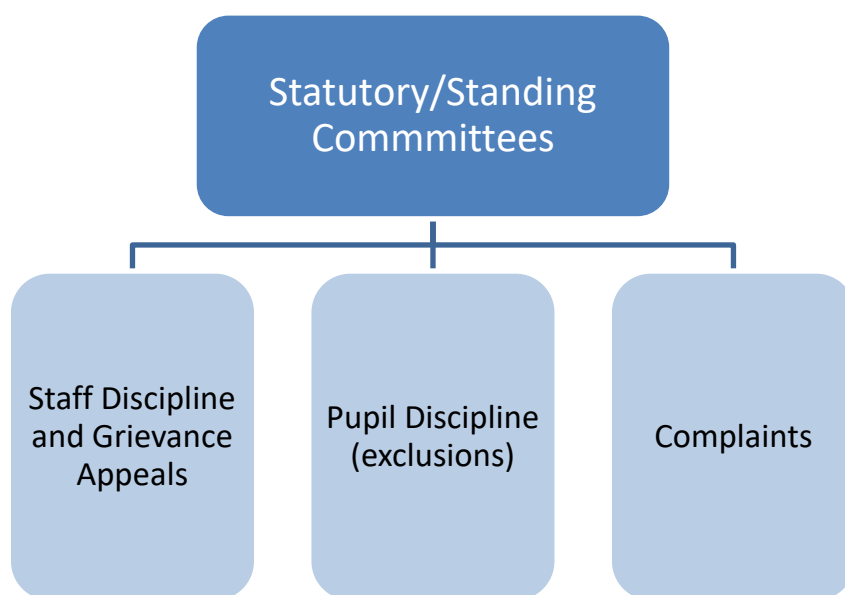 Statutory/Standing
Commmittees
Staff Discipline
and Grievance
Appeals
Pupil Discipline
(exclusions)
Complaints